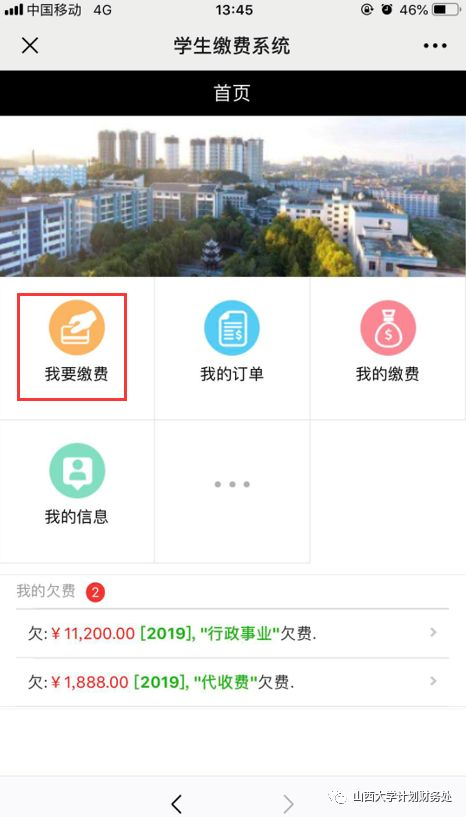 中国移动 4G 13:45 46%
学生缴费系统
首页
我要缴费 我的订单 我的缴费
我的信息
我的欠费 2
欠:￥11,200.00 [2019], "行政事业"欠费.
欠:￥1,888.00 [2019], "代收费"欠费.
山西大学计划财务处